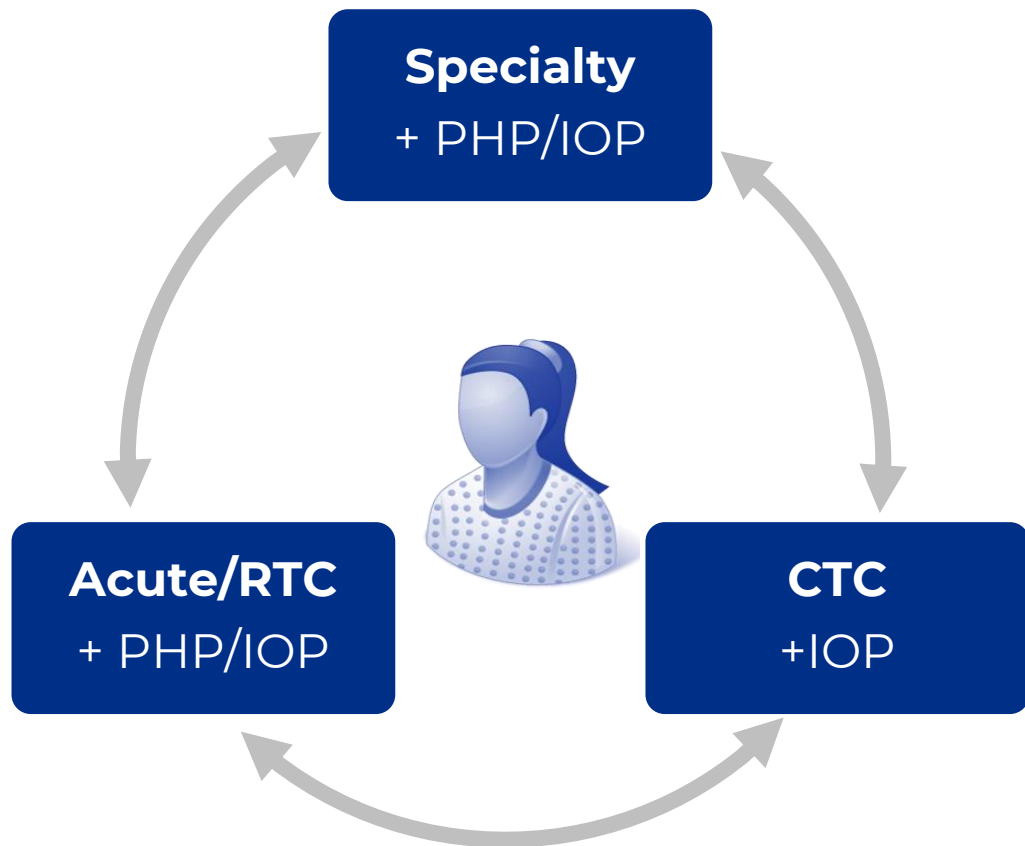 Specialty
+ PHP/IOP
Acute/RTC
+ PHP/IOP
CTC
+IOP